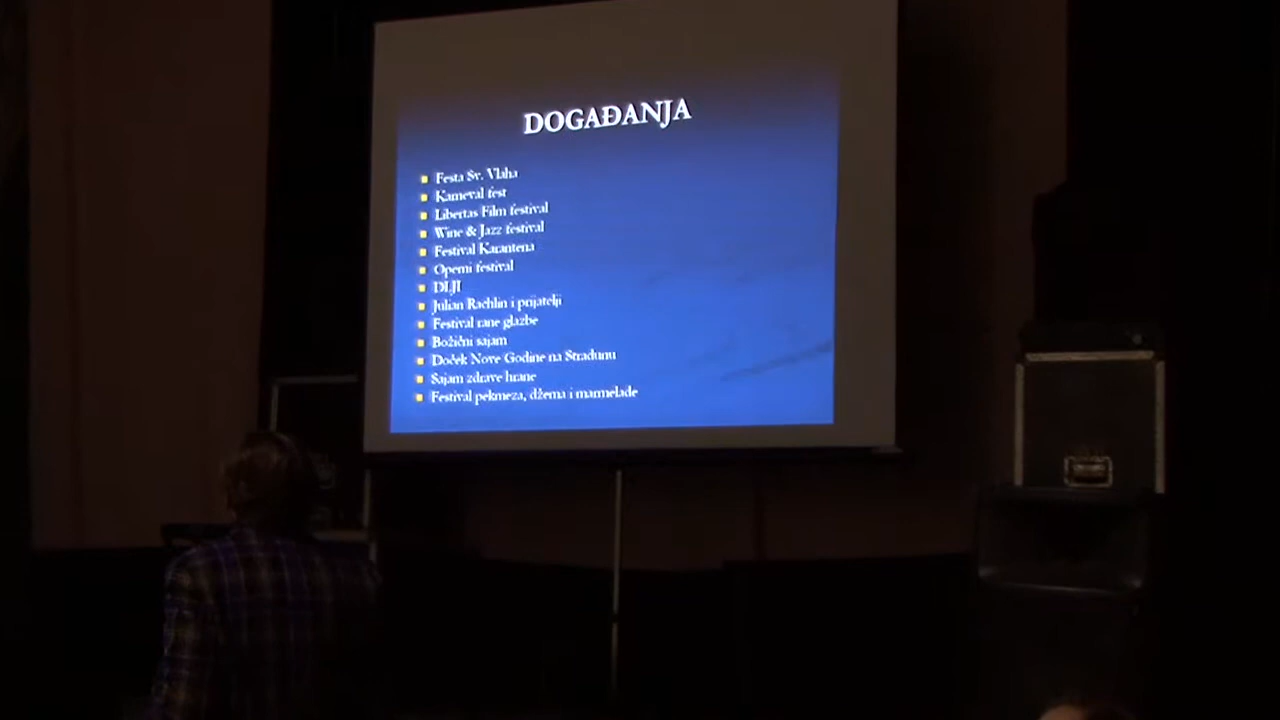 DOGAĐANJA
Festa Sv. Vlaha
Karneval fest
Libertas Film festival
Wine & Jazz festival
Festival Karantena
Operni festival
DLJI
Julian Rachlin i prijatelji
Festival rane glazbe
Božićni sajam
Doček Nove Godine na Stradunu
Sajam zdrave hrane
Festival pekmeza, džema i marmelade